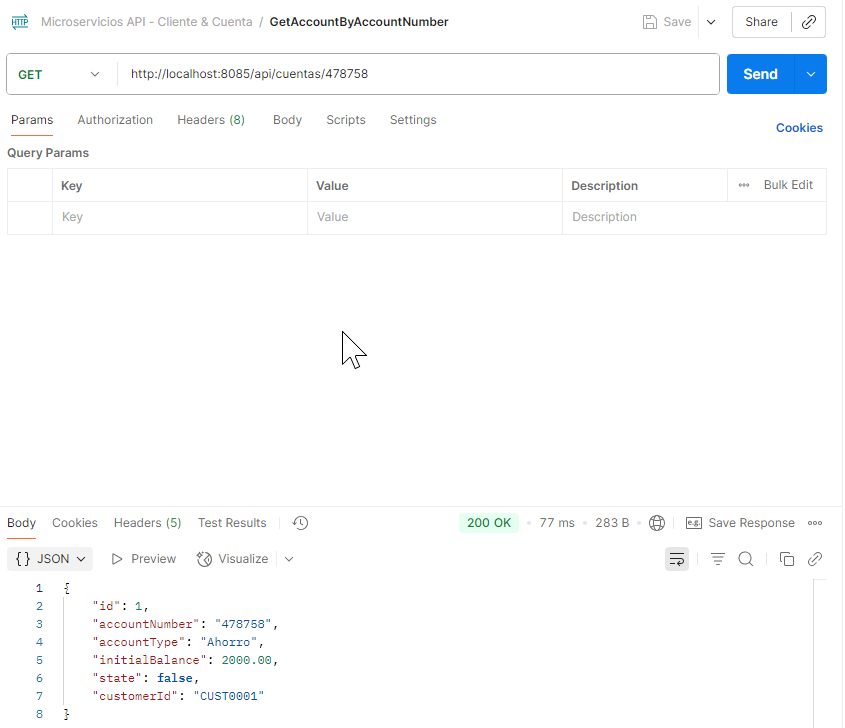 HTTP Microservicios API - Cliente & Cuenta / GetAccountByAccountNumber Save Share
GET http://localhost:8085/api/cuentas/478758 Send
Params Authorization Headers (8) Body Scripts Settings Cookies
Query Params
Key Value Description Bulk Edit
Key Value Description
Body Cookies Headers (5) Test Results 200 OK 77 ms 283 B e.g. Save Response
{} JSON Preview Visualize
1 {
2 "id": 1,
3 "accountNumber": "478758",
4 "accountType": "Ahorro",
5 "initialBalance": 2000.00,
6 "state": false,
7 "customerId": "CUST0001"
8 }